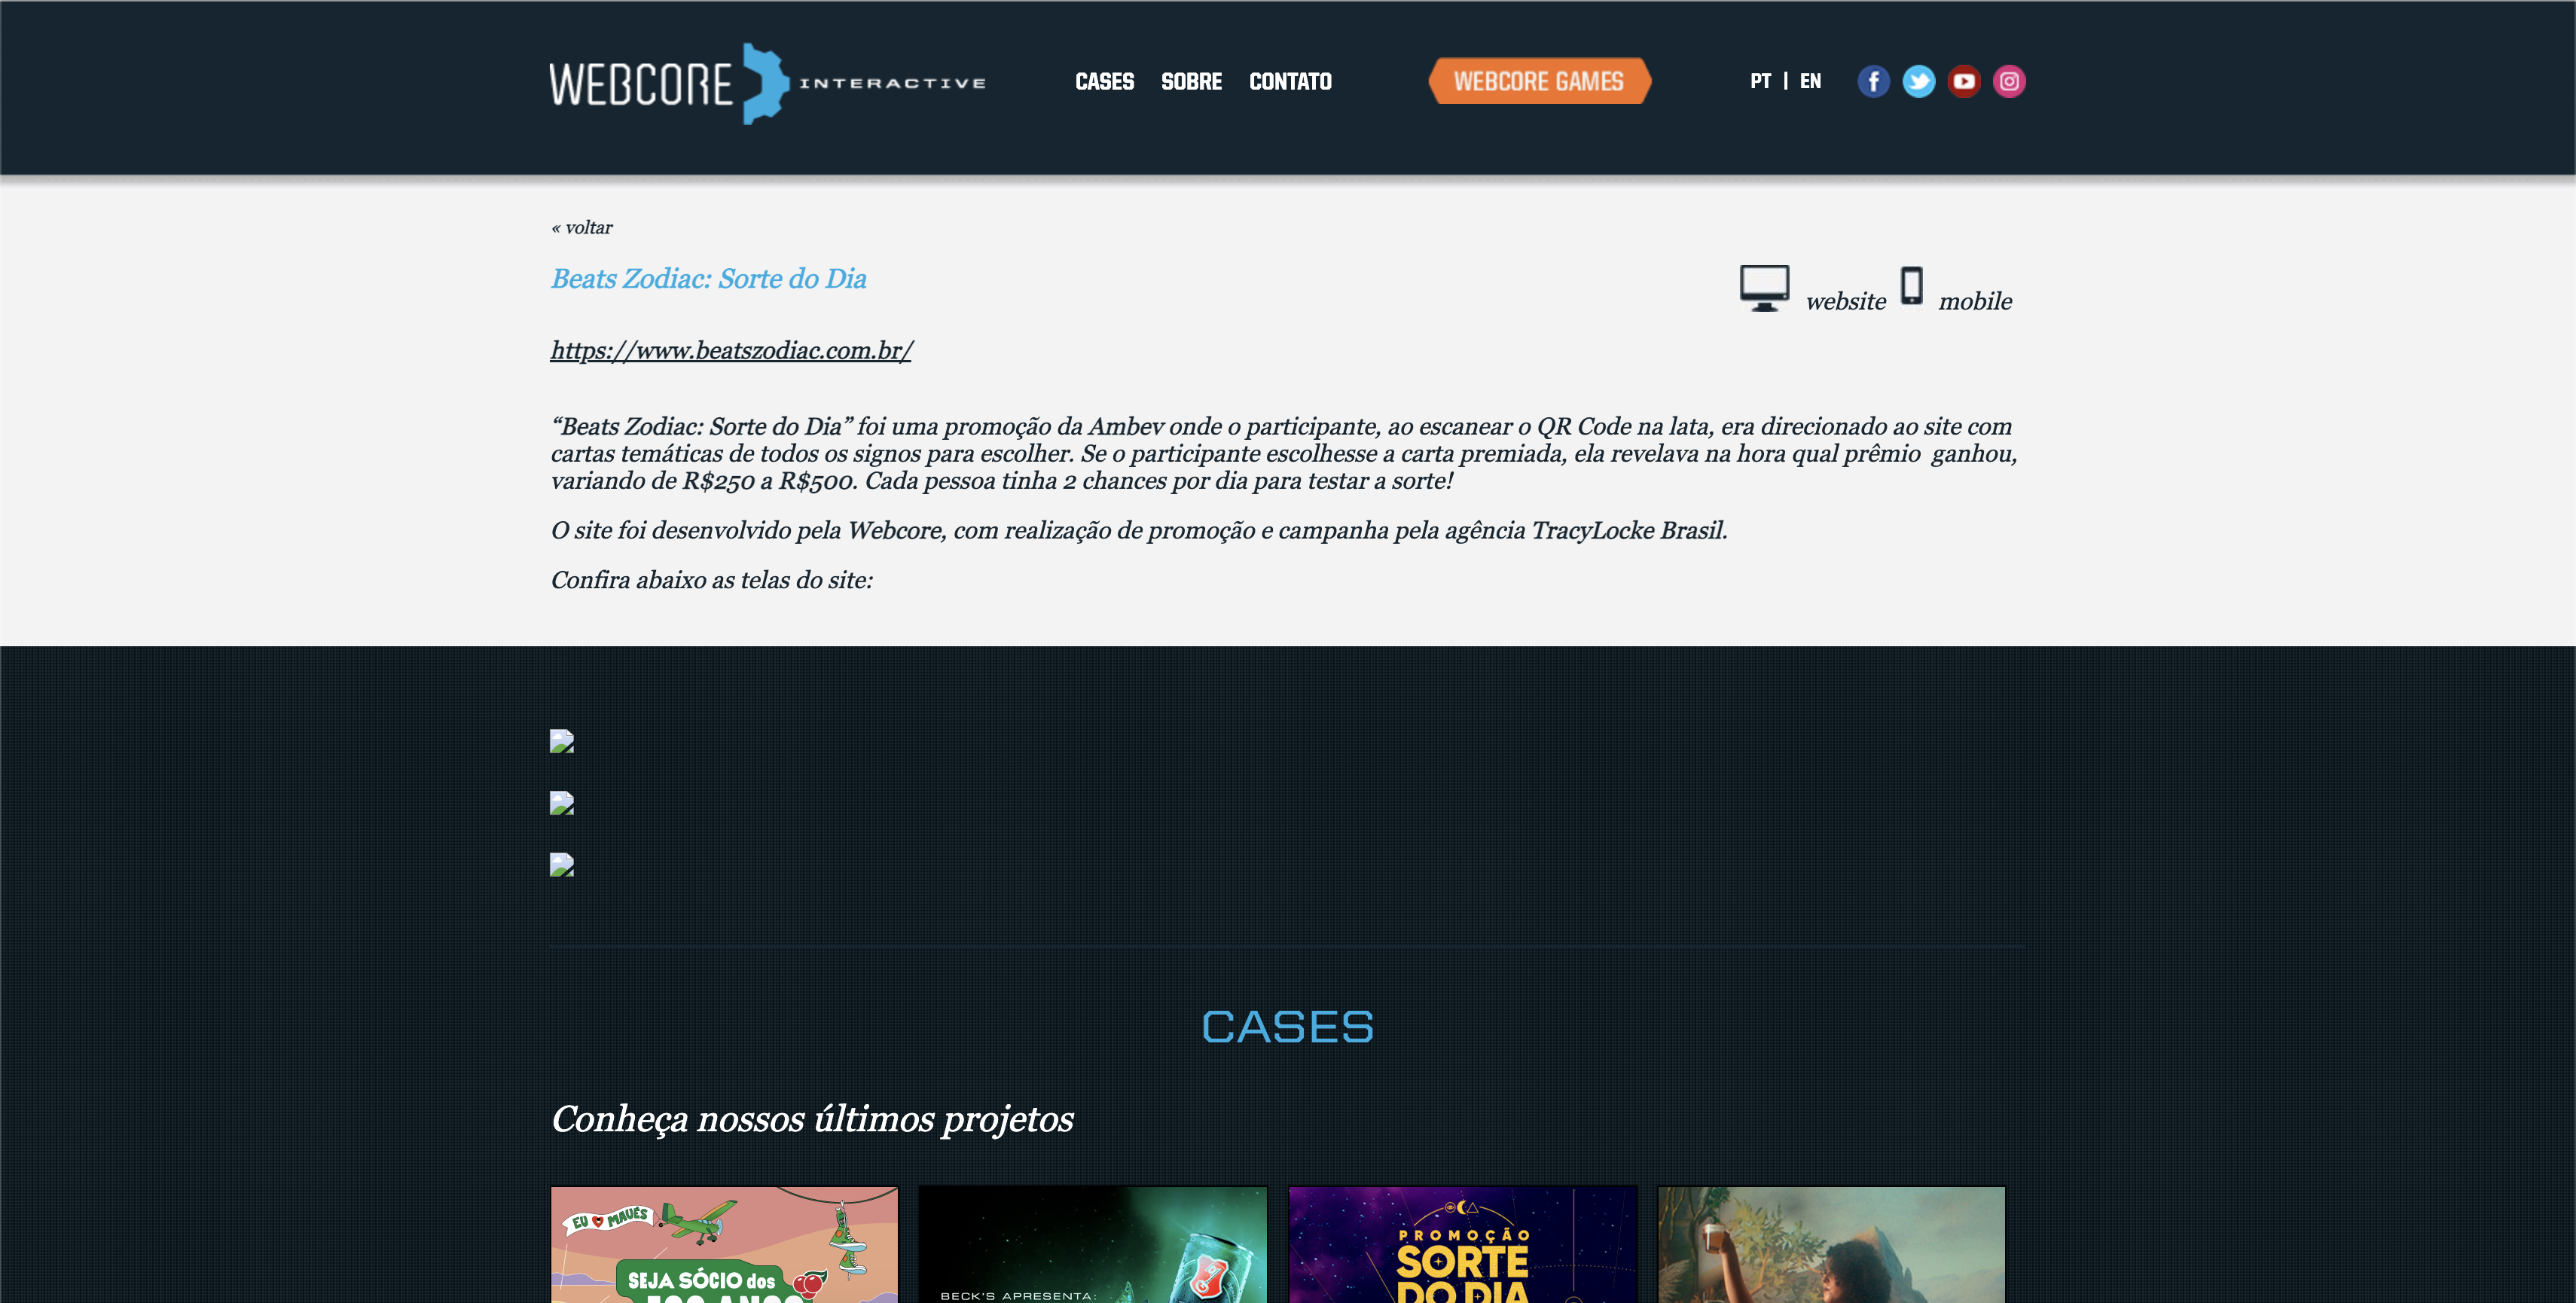 WEBCORE INTERACTIVE
CASES SOBRE CONTATO
WEBCORE GAMES
PT | EN
« voltar
Beats Zodiac: Sorte do Dia
website mobile
https://www.beatszodiac.com.br/
“Beats Zodiac: Sorte do Dia” foi uma promoção da Ambev onde o participante, ao escanear o QR Code na lata, era direcionado ao site com
cartas temáticas de todos os signos para escolher. Se o participante escolhesse a carta premiada, ela revelava na hora qual prêmio ganhou,
variando de R$250 a R$500. Cada pessoa tinha 2 chances por dia para testar a sorte!
O site foi desenvolvido pela Webcore, com realização de promoção e campanha pela agência TracyLocke Brasil.
Confira abaixo as telas do site:
CASES
Conheça nossos últimos projetos
EU MAUÉS
SEJA SÓCIO dos
BECK'S APRESENTA:
PROMOÇÃO
SORTE
DO DIA